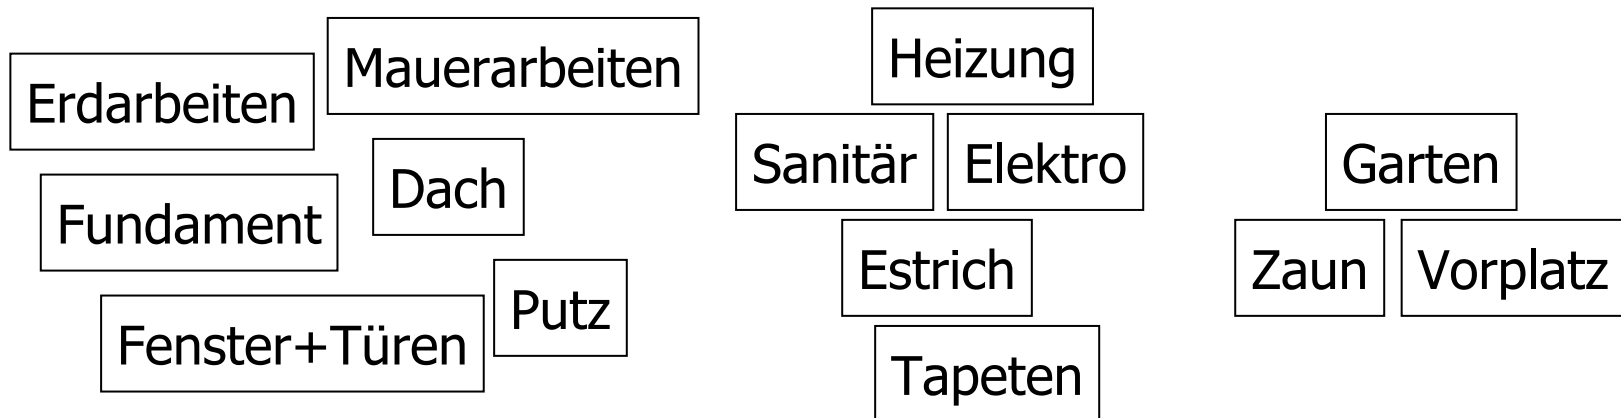 Erdarbeiten
Mauerarbeiten
Fundament
Dach
Fenster+Türen
Putz
Heizung
Sanitär
Elektro
Estrich
Tapeten
Garten
Zaun
Vorplatz